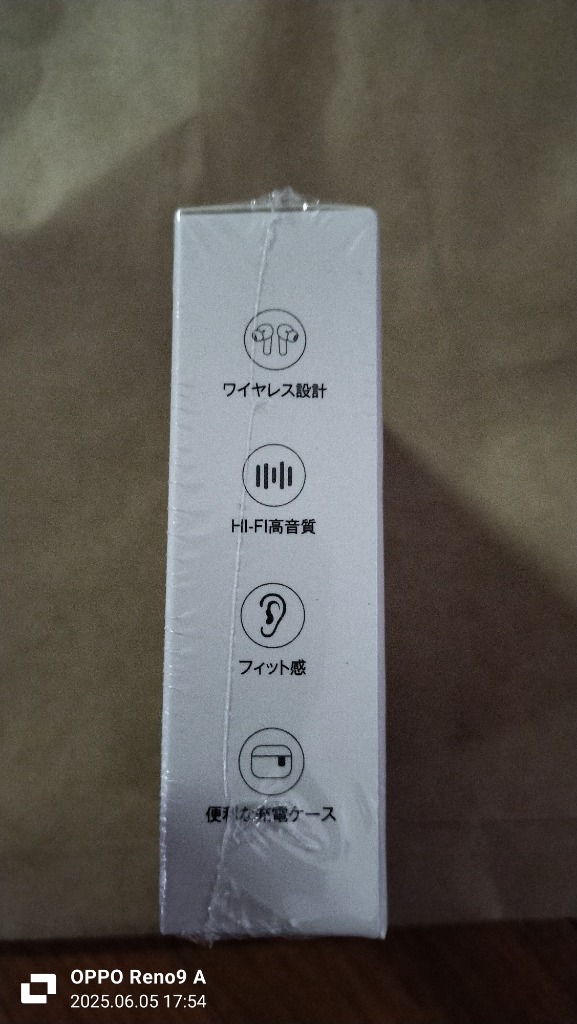 ワイヤレス設計
HI-FI高音質
フィット感
便利な充電ケース
OPPO Reno9 A
2025.06.05 17:54